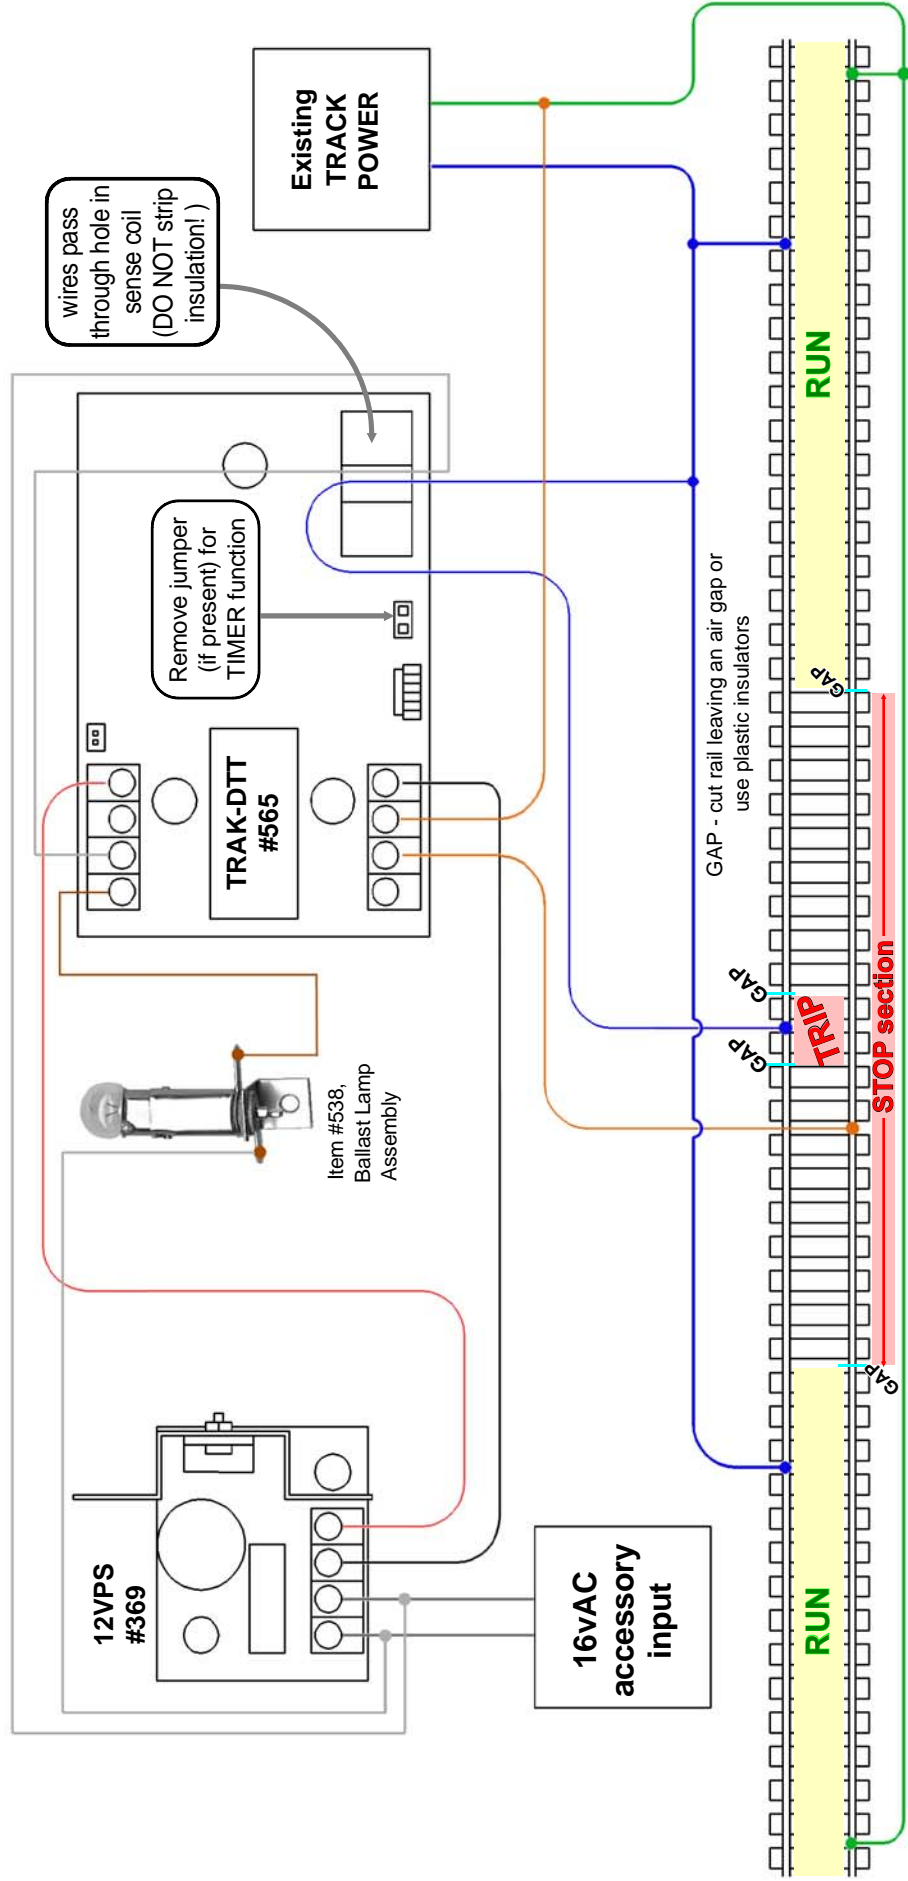 12VPS
#369
16vAC
accessory
input
Item #538,
Ballast Lamp
Assembly
TRAK-DTT
#565
Remove jumper
(if present) for
TIMER function
wires pass
through hole in
sense coil
(DO NOT strip
insulation! )
Existing
TRACK
POWER
GAP - cut rail leaving an air gap or
use plastic insulators
RUN
GAP
GAP
TRIP
GAP
STOP section
GAP
RUN